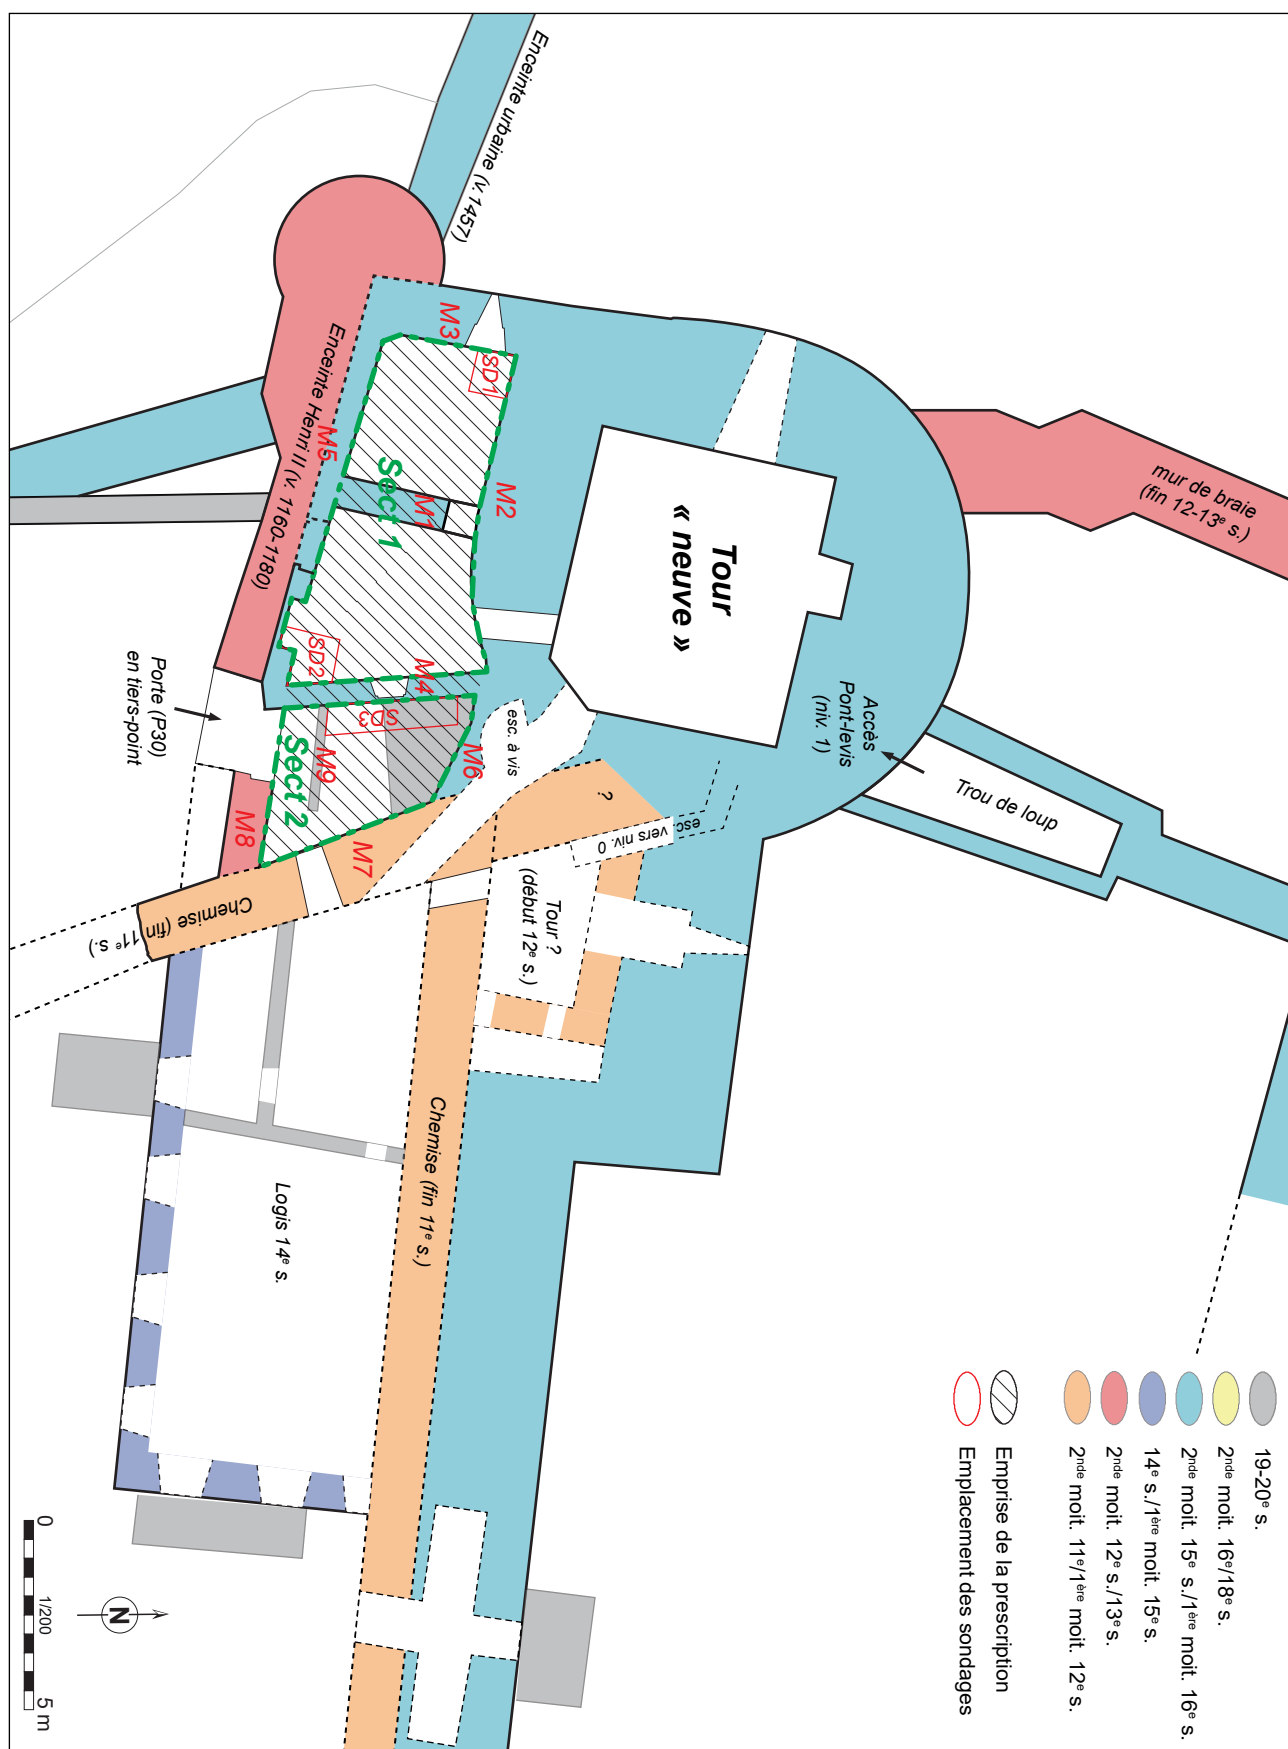 Enceinte urbaine (v.1457)
mur de braie
(fin 12-13e s.)
Enceinte Henri II (v. 1160-1180)
M3
SD1
M2
M5
Sect 1
M1
Tour
« neuve »
SD2
M4
Accès
Pont-levis
(niv. 1)
Trou de loup
Porte (P30)
en tiers-point
SD3
esc. à vis
M6
M9
Sect 2
M8
M7
?
esc. vers niv. 0
Tour ?
(début 12e s.)
Chemise (fin 11e s.)
Chemise (fin 11e s.)
Logis 14e s.
19-20e s.
2nde moit. 16e/18e s.
2nde moit. 15e s./1ère moit. 16e s.
14e s./1ère moit. 15e s.
2nde moit. 12e s./13e s.
2nde moit. 11e/1ère moit. 12e s.
Emprise de la prescription
Emplacement des sondages
0 1/200 5 m
N